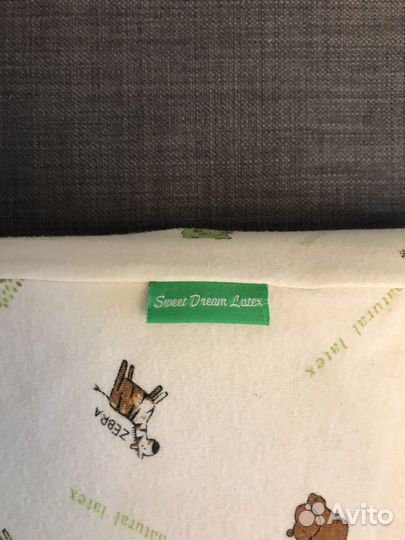 Sweet Dream Latex
natural latex
ZEBRA
natural latex
Avito